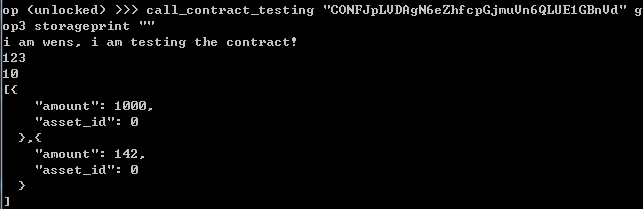 op (unlocked) >>> call_contract_testing "CONFJpLVDAgN6eZhfcpGjmuVn6QLUE1GBnVd" g
op3 storageprint ""
i am wens, i am testing the contract!
123
10
[{
    "amount": 1000,
    "asset_id": 0
  },{
    "amount": 142,
    "asset_id": 0
  }
]